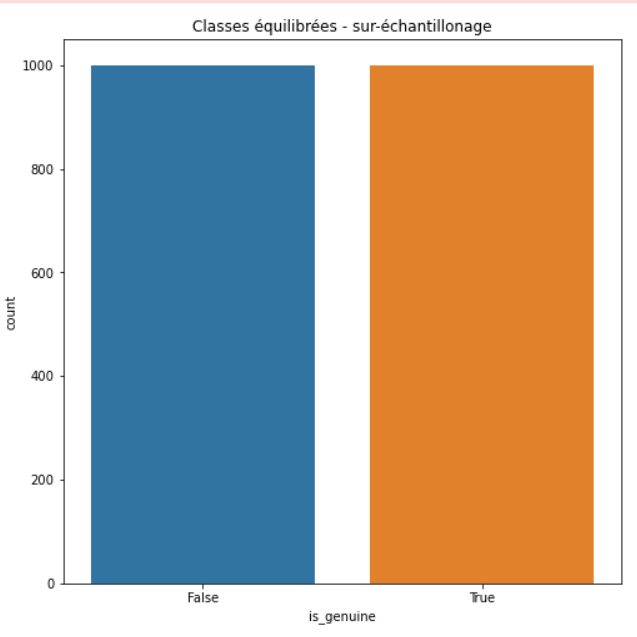 Classes équilibrées - sur-échantillonage
1000
800
600
400
200
0
count
False True
is_genuine